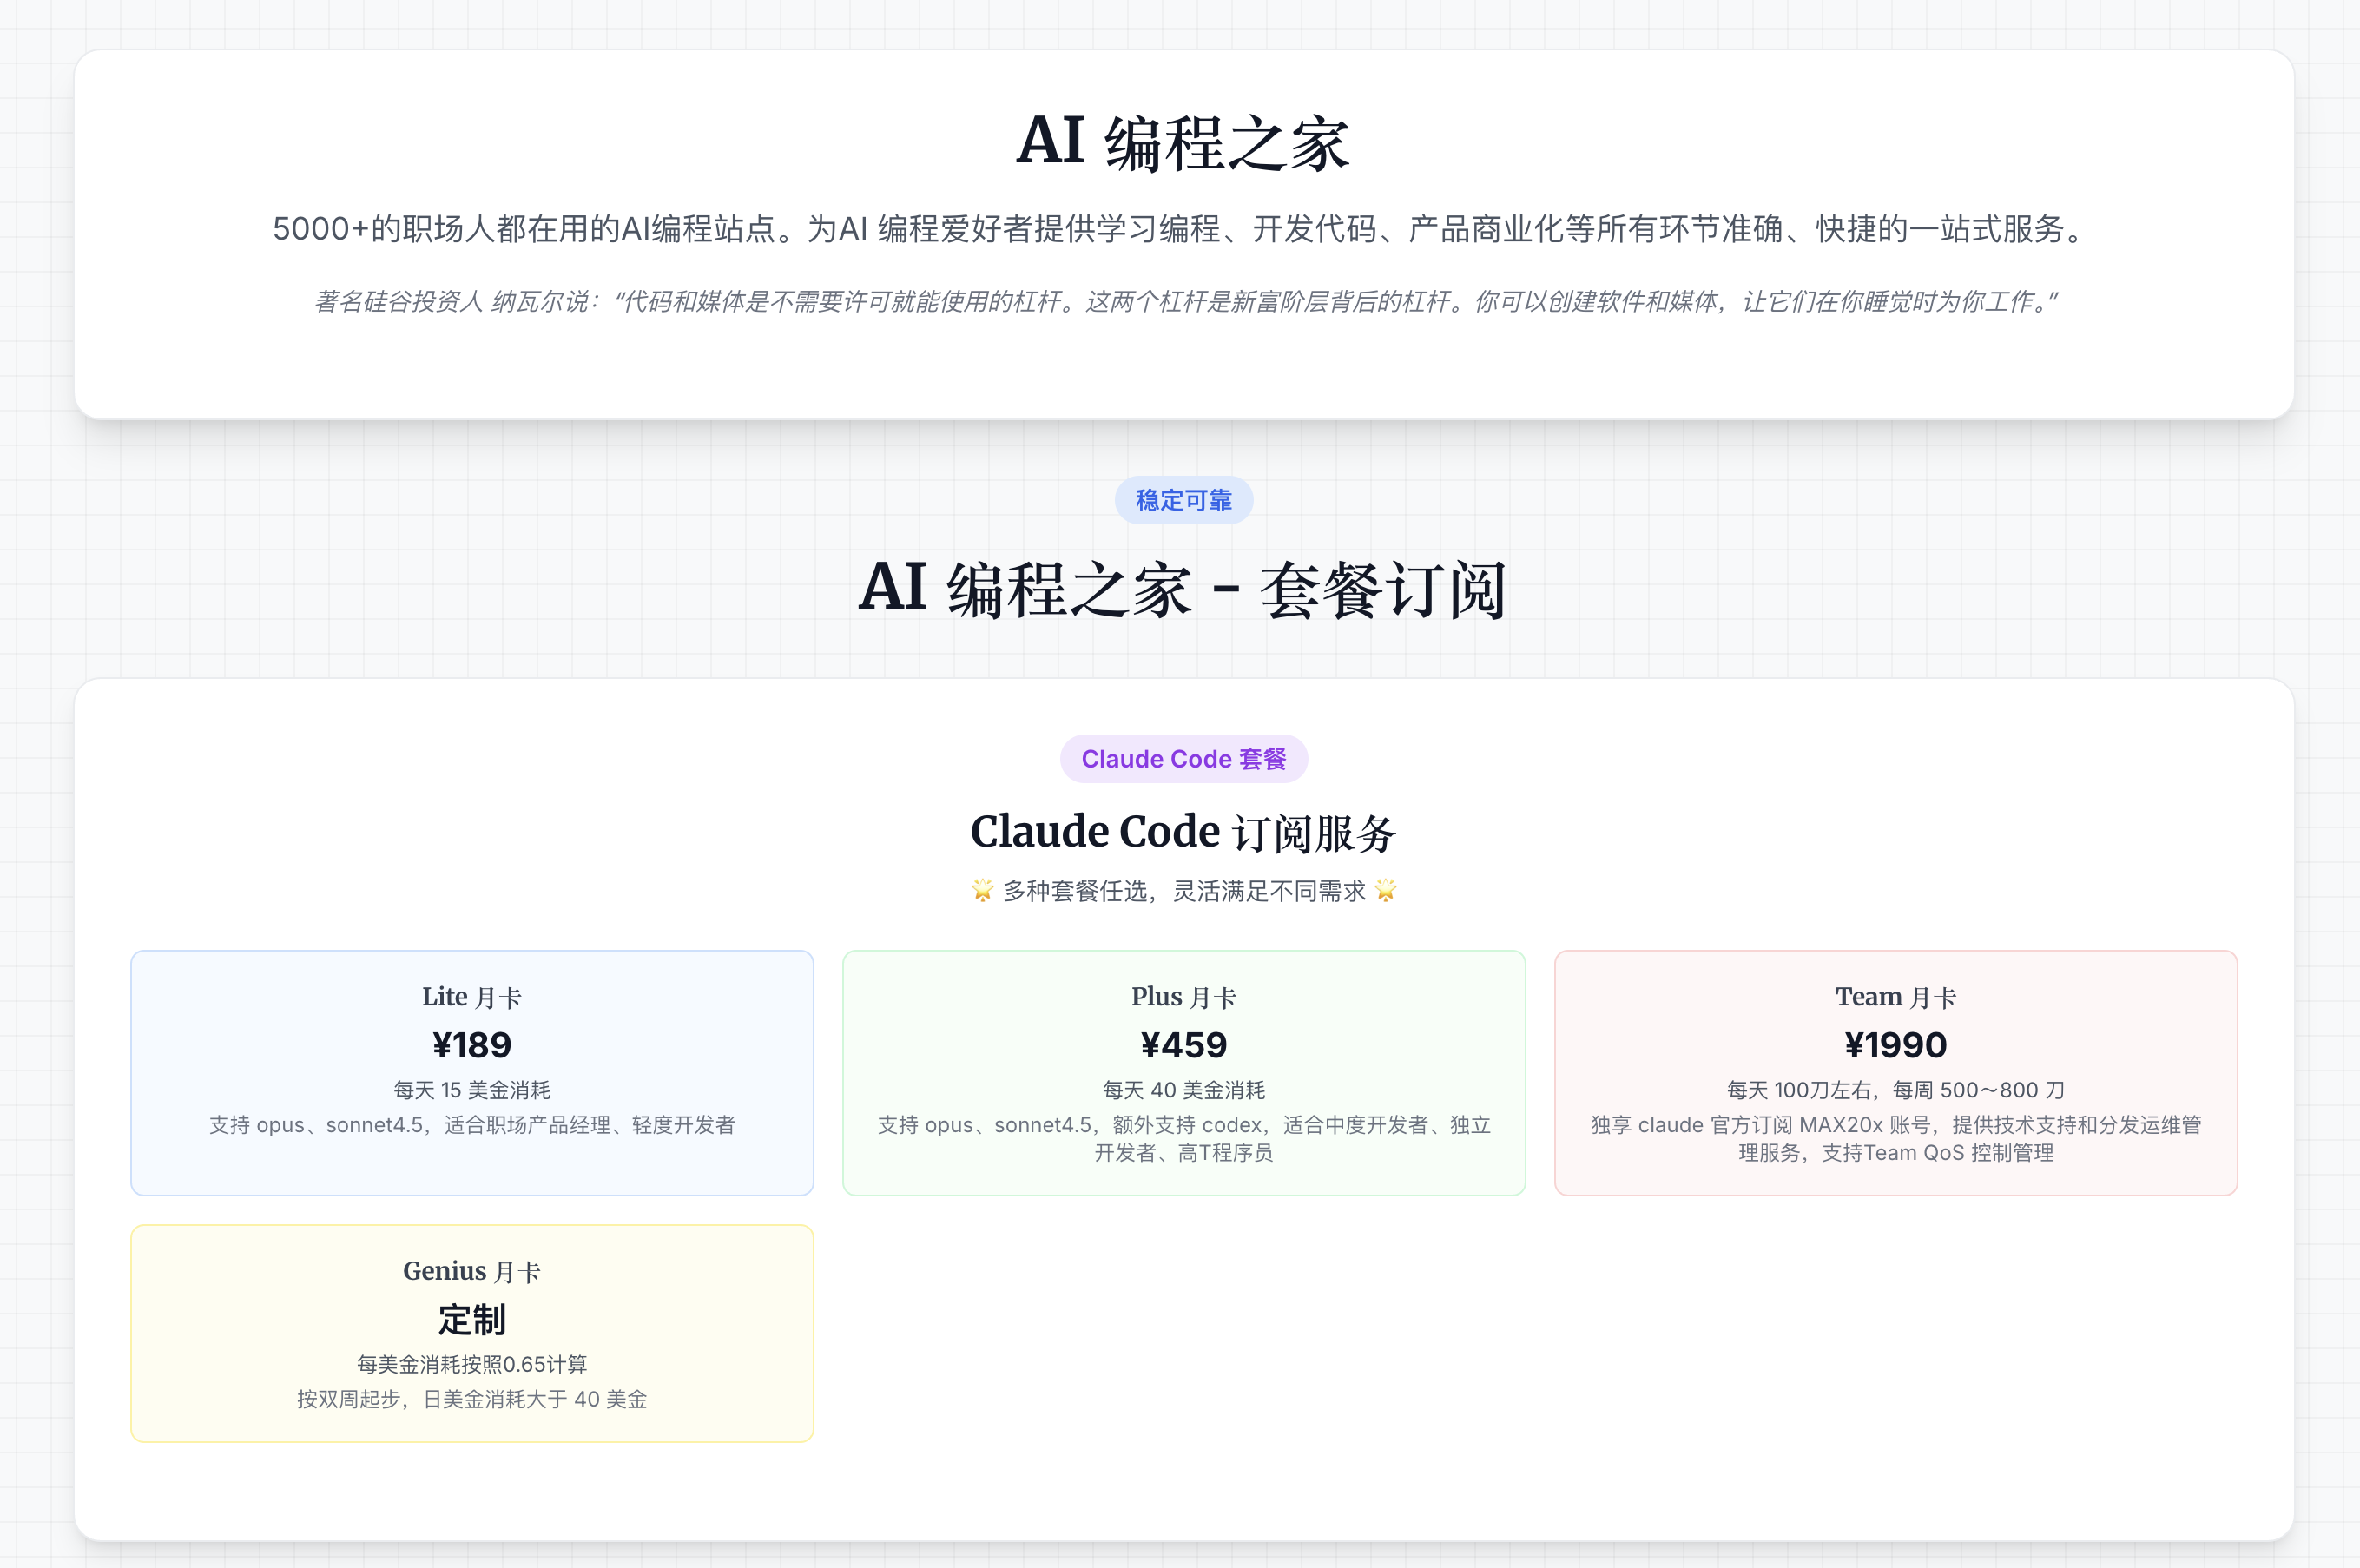 AI 编程之家
5000+的职场人都在用的AI编程站点。为AI 编程爱好者提供学习编程、开发代码、产品商业化等所有环节准确、快捷的一站式服务。
著名硅谷投资人 纳瓦尔说：“代码和媒体是不需要许可就能使用的杠杆。这两个杠杆是新富阶层背后的杠杆。你可以创建软件和媒体，让它们在你睡觉时为你工作。”
稳定可靠
AI 编程之家 - 套餐订阅
Claude Code 套餐
Claude Code 订阅服务
🌟 多种套餐任选，灵活满足不同需求 🌟
Lite 月卡
¥189
每天 15 美金消耗
支持 opus、sonnet4.5，适合职场产品经理、轻度开发者
Plus 月卡
¥459
每天 40 美金消耗
支持 opus、sonnet4.5，额外支持 codex，适合中度开发者、独立
开发者、高T程序员
Team 月卡
¥1990
每天 100刀左右，每周 500～800 刀
独享 claude 官方订阅 MAX20x 账号，提供技术支持和分发运维管
理服务，支持Team QoS 控制管理
Genius 月卡
定制
每美金消耗按照0.65计算
按双周起步，日美金消耗大于 40 美金